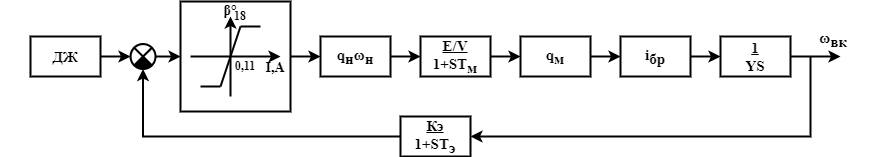 ДЖ
β°
18
0,11
I,A
qнωн
E/V
1+STм
qм
iбр
1
YS
ωвк
Kэ
1+STэ